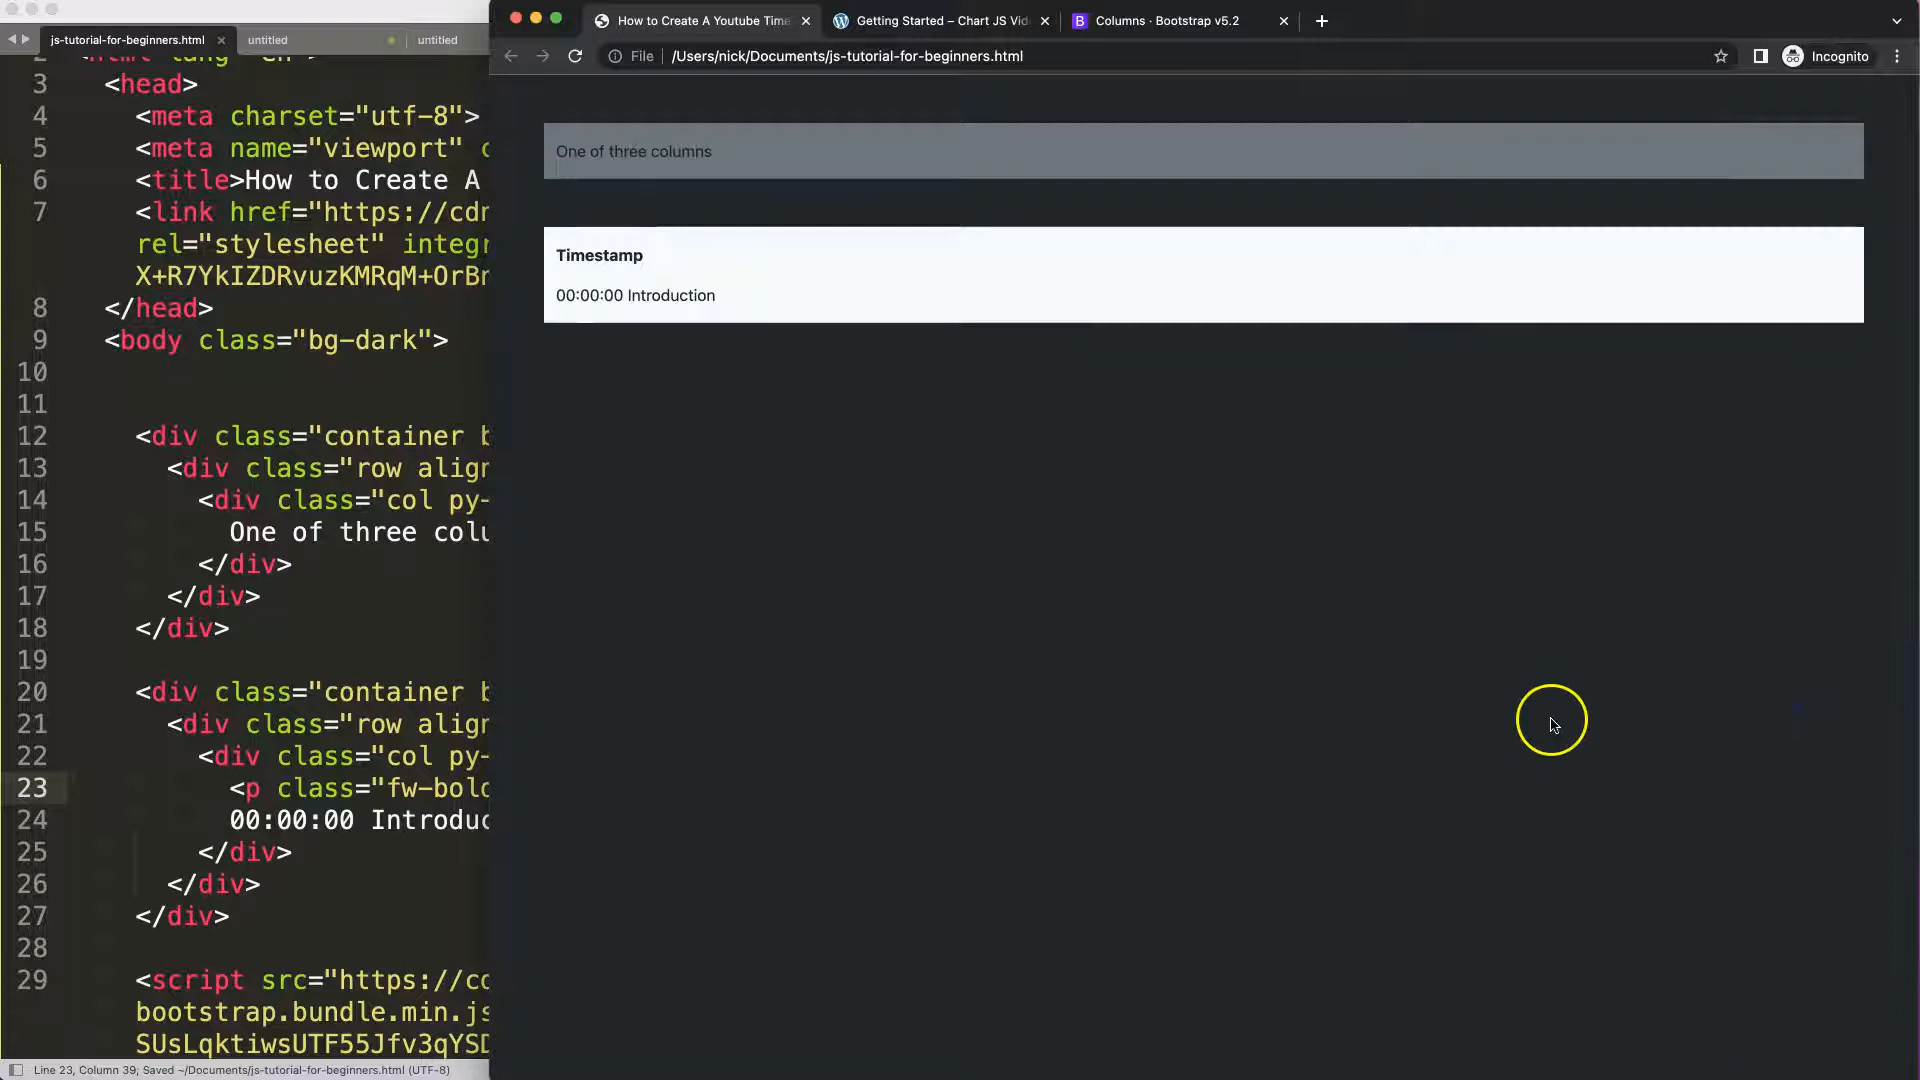 js-tutorial-for-beginners.html
untitled
untitled
3 <head>
4 <meta charset="utf-8">
5 <meta name="viewport" c
6 <title>How to Create A
7 <link href="https://cdn
rel="stylesheet" integr
X+R7YkIZDRvuzKMRqM+OrBn
8 </head>
9 <body class="bg-dark">
10
11
12 <div class="container b
13 <div class="row align
14 <div class="col py-
15 One of three colu
16 </div>
17 </div>
18 </div>
19
20 <div class="container b
21 <div class="row align
22 <div class="col py-
23 <p class="fw-bold
24 00:00:00 Introduc
25 </div>
26 </div>
27 </div>
28
29 <script src="https://cd
bootstrap.bundle.min.js
SUsLqktiwsUTF55Jfv3qYSD
Line 23, Column 39; Saved ~/Documents/js-tutorial-for-beginners.html (UTF-8)
How to Create A Youtube Time
Getting Started – Chart JS Vid
Columns · Bootstrap v5.2
File
/Users/nick/Documents/js-tutorial-for-beginners.html
Incognito
One of three columns
Timestamp
00:00:00 Introduction